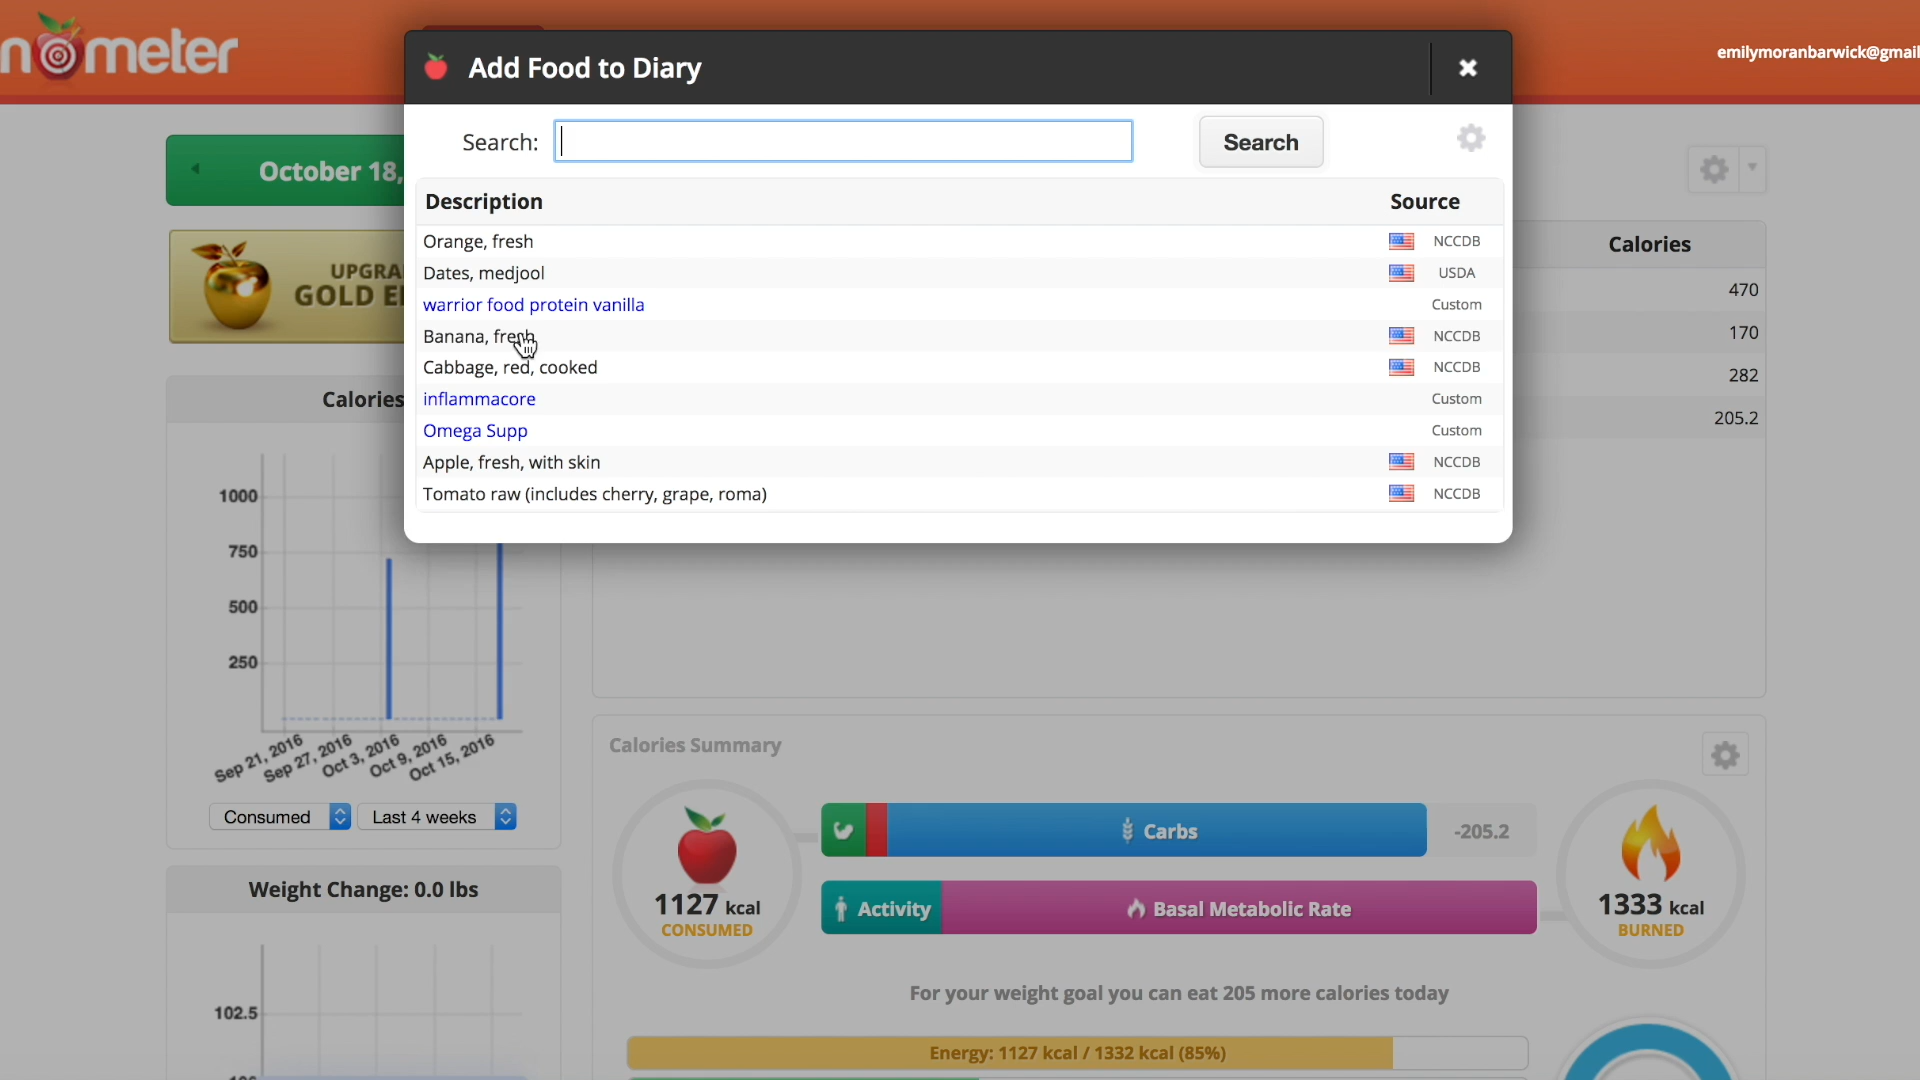 nometer
emilymoranbarwick@gmail
Add Food to Diary
Search:
Search
Description
Source
Orange, fresh
NCCDB
Dates, medjool
USDA
warrior food protein vanilla
Custom
Banana, fresh
NCCDB
Cabbage, red, cooked
NCCDB
inflammacore
Custom
Omega Supp
Custom
Apple, fresh, with skin
NCCDB
Tomato raw (includes cherry, grape, roma)
NCCDB
October 18,
UPGRA
GOLD E
Calories
470
170
282
205.2
Calories
1000
750
500
250
Sep 21, 2016
Sep 27, 2016
Oct 3, 2016
Oct 9, 2016
Oct 15, 2016
Consumed
Last 4 weeks
Weight Change: 0.0 lbs
102.5
Calories Summary
1127 kcal
CONSUMED
Carbs
-205.2
Activity
Basal Metabolic Rate
1333 kcal
BURNED
For your weight goal you can eat 205 more calories today
Energy: 1127 kcal / 1332 kcal (85%)